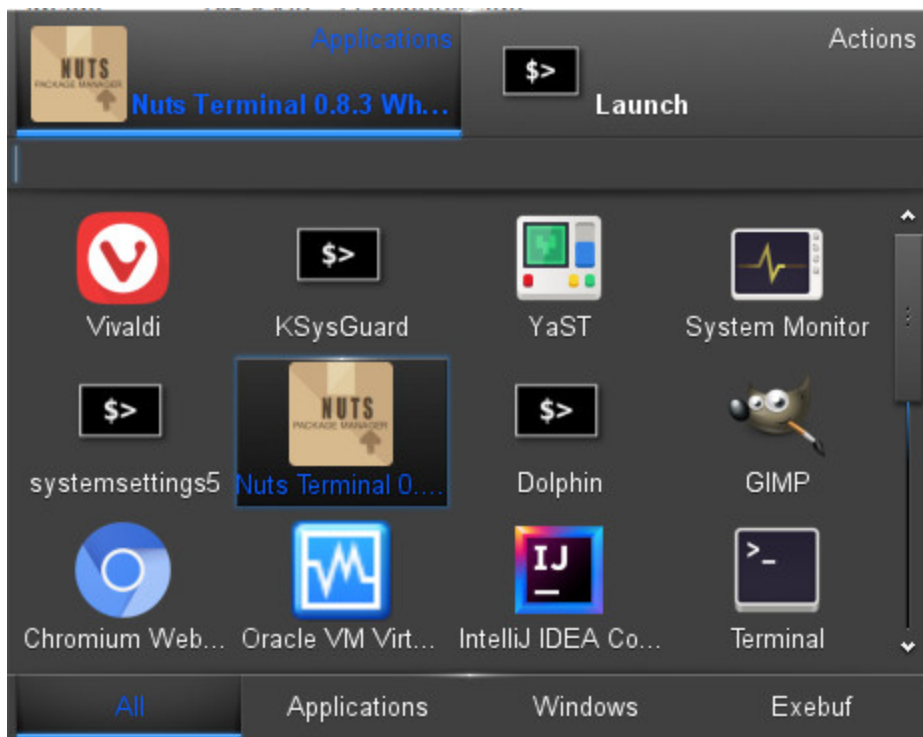 Applications
NUTS
PACKAGE MANAGER
Nuts Terminal 0.8.3 Wh...
Actions
$>
Launch
Vivaldi
$>
KSysGuard
YaST
System Monitor
$>
systemsettings5
NUTS
PACKAGE MANAGER
Nuts Terminal 0....
$>
Dolphin
GIMP
Chromium Web...
Oracle VM Virt...
IJ
IntelliJ IDEA Co...
>_
Terminal
All
Applications
Windows
Exebuf